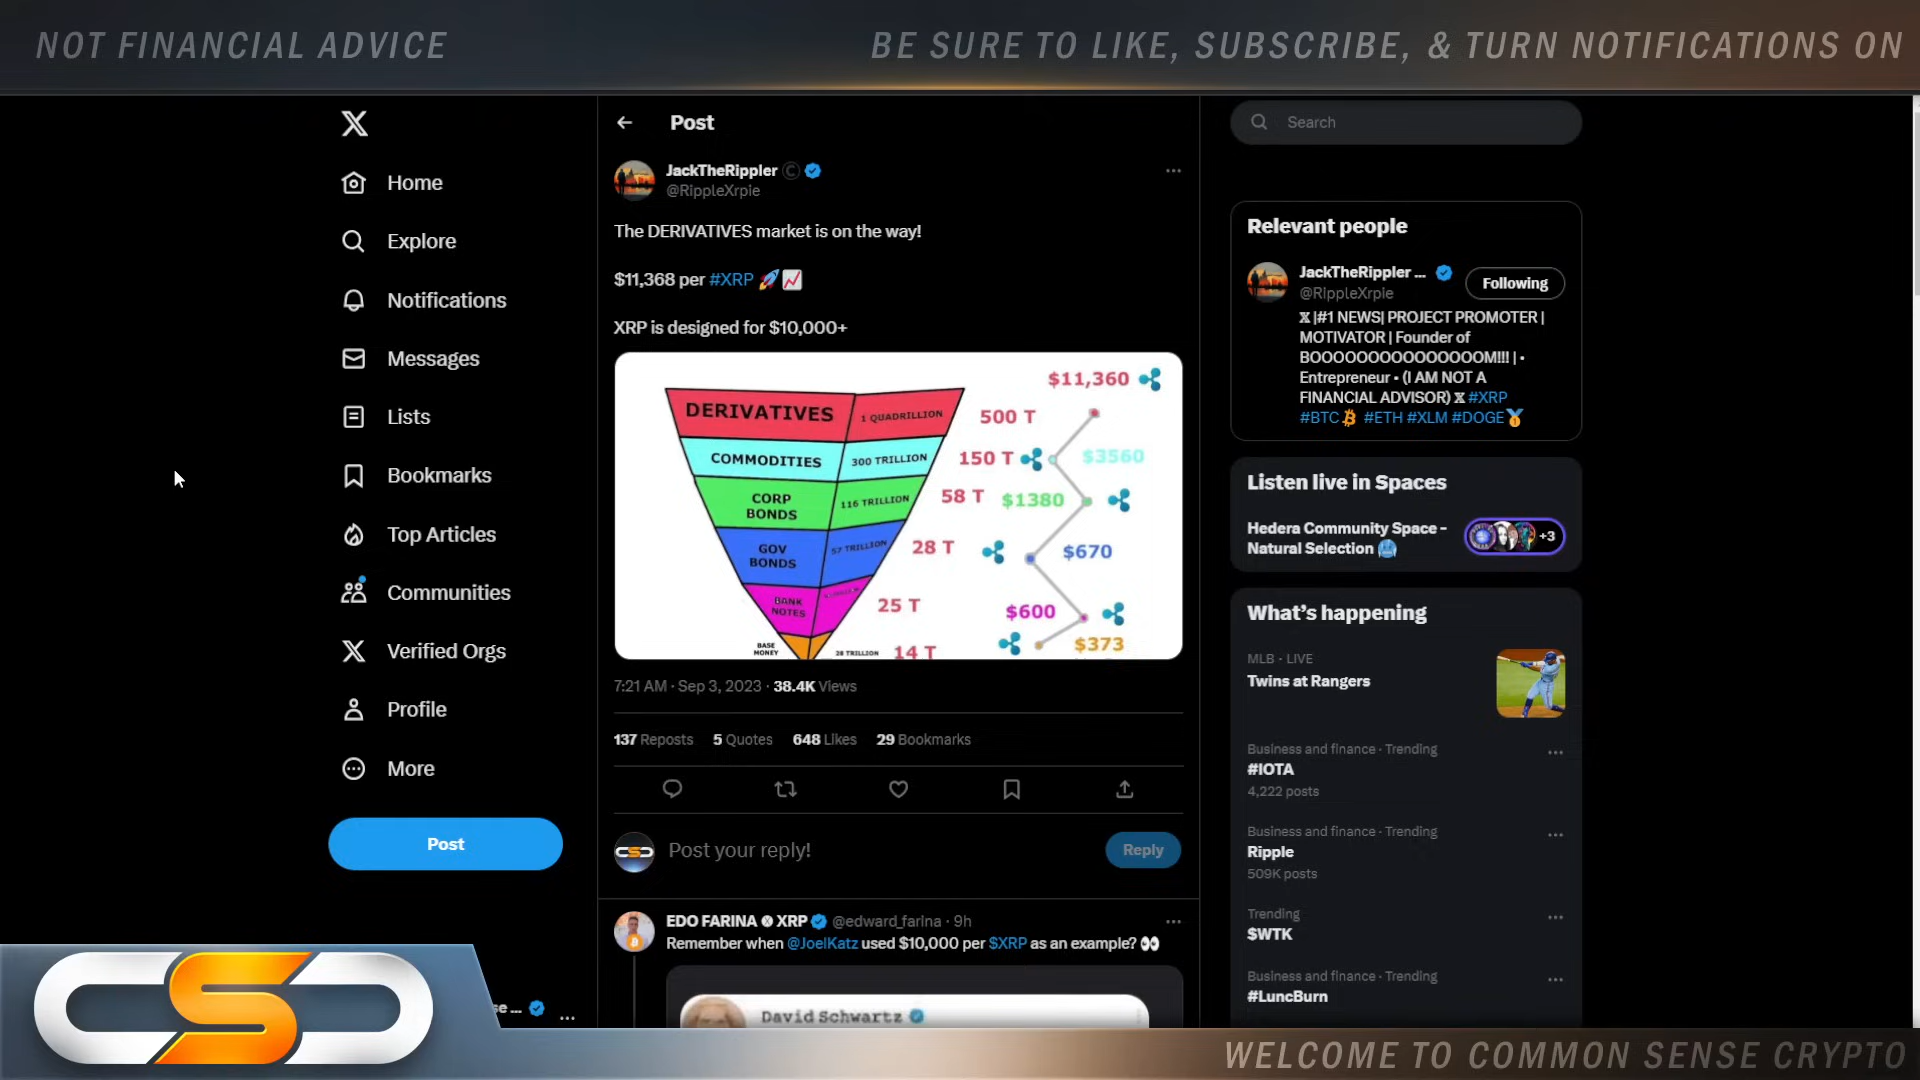 NOT FINANCIAL ADVICE
BE SURE TO LIKE, SUBSCRIBE, & TURN NOTIFICATIONS ON
Home
Explore
Notifications
Messages
Lists
Bookmarks
Top Articles
Communities
Verified Orgs
Profile
More
Post
se ...
Post
JackTheRippler ©
@RippleXrpie
The DERIVATIVES market is on the way!
$11,368 per #XRP 🚀📈
XRP is designed for $10,000+
$11,360
DERIVATIVES 1 QUADRILLION 500 T
COMMODITIES 300 TRILLION 150 T $3560
CORP BONDS 116 TRILLION 58 T $1380
GOV BONDS 57 TRILLION 28 T $670
BANK NOTES 25 T $600
BASE MONEY 28 TRILLION 14 T $373
7:21 AM · Sep 3, 2023 · 38.4K Views
137 Reposts 5 Quotes 648 Likes 29 Bookmarks
Post your reply!
Reply
EDO FARINA 🅧 XRP @edward_farina · 9h
Remember when @JoelKatz used $10,000 per $XRP as an example? 👀
David Schwartz
Search
Relevant people
JackTheRippler ...
@RippleXrpie
Following
X |#1 NEWS| PROJECT PROMOTER |
MOTIVATOR | Founder of
BOOOOOOOOOOOOOOOM!!! | •
Entrepreneur • (I AM NOT A
FINANCIAL ADVISOR) X #XRP
#BTC #ETH #XLM #DOGE🥇
Listen live in Spaces
Hedera Community Space -
Natural Selection 🥶
+3
What's happening
MLB · LIVE
Twins at Rangers
Business and finance · Trending
#IOTA
4,222 posts
Business and finance · Trending
Ripple
509K posts
Trending
$WTK
Business and finance · Trending
#LuncBurn
CSC
WELCOME TO COMMON SENSE CRYPTO